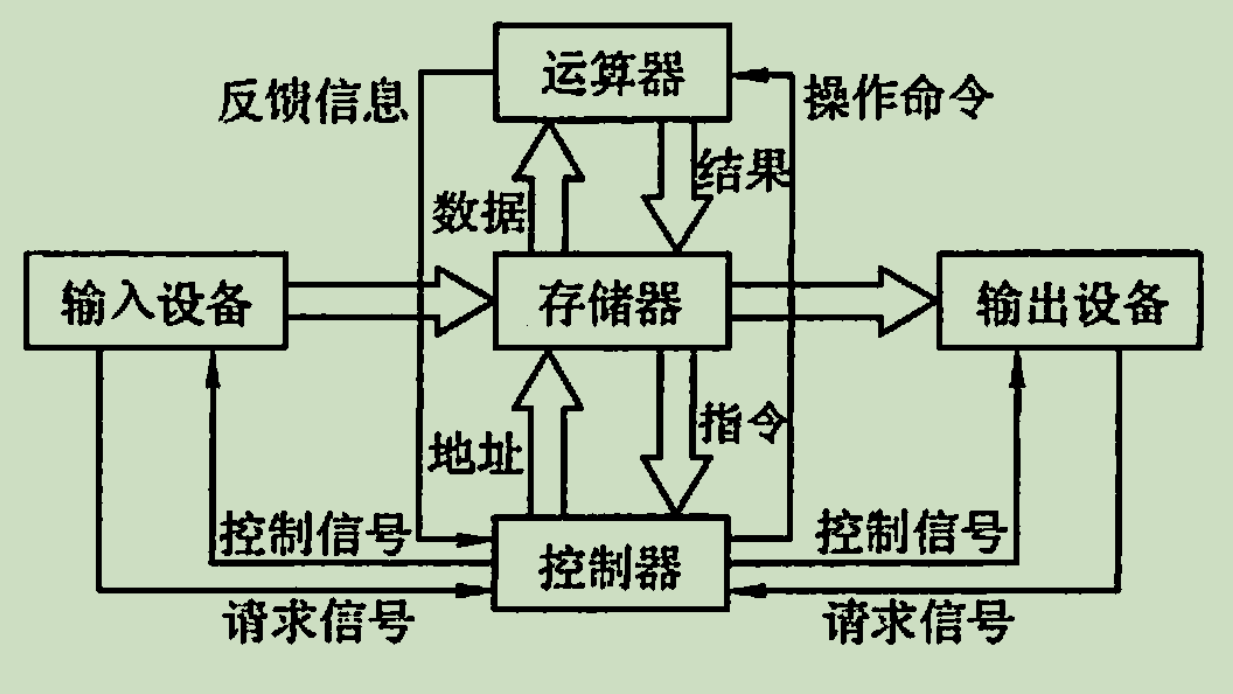 运算器
反馈信息
操作命令
结果
数据
输入设备
存储器
输出设备
指令
地址
控制信号
控制信号
控制器
请求信号
请求信号